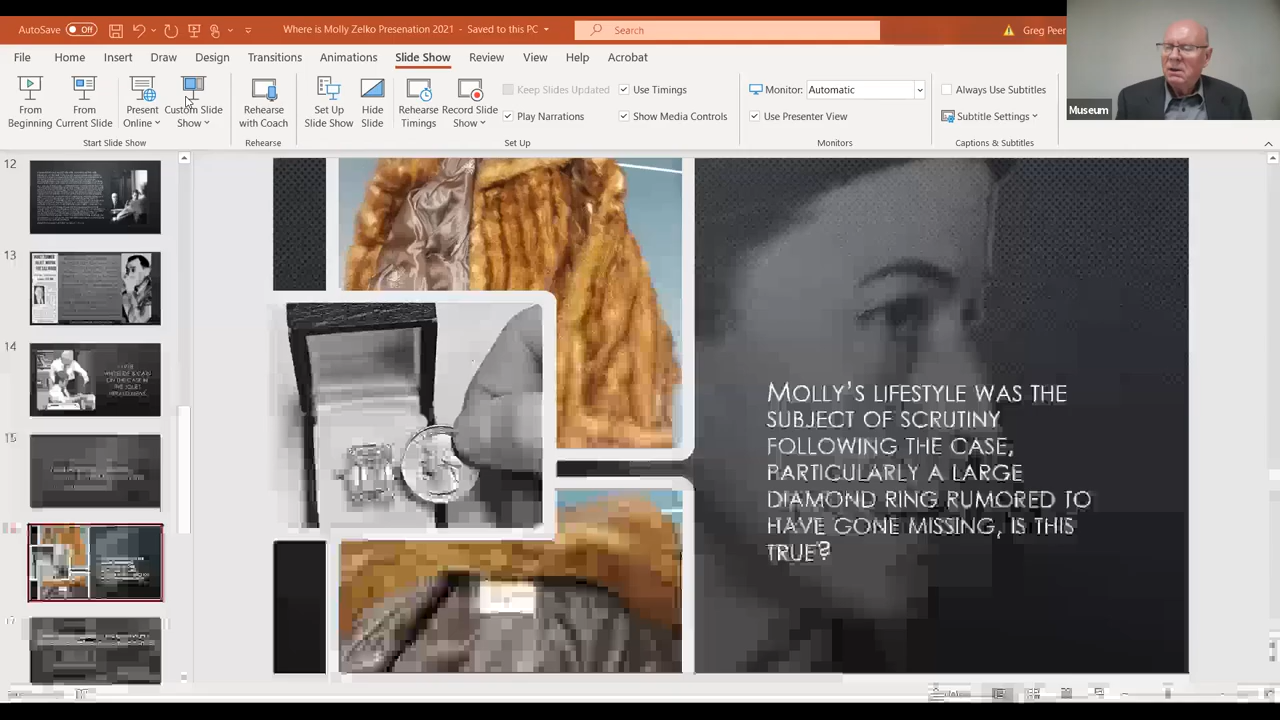 AutoSave Off Where is Molly Zelko Presenation 2021 - Saved to this PC Search Greg Peer
File Home Insert Draw Design Transitions Animations Slide Show Review View Help Acrobat
From Beginning
From Current Slide
Present Online
Custom Slide Show
Start Slide Show
Rehearse with Coach
Rehearse
Set Up Slide Show
Hide Slide
Rehearse Timings
Record Slide Show
Keep Slides Updated
Play Narrations
Use Timings
Show Media Controls
Set Up
Monitor: Automatic
Use Presenter View
Monitors
Always Use Subtitles
Subtitle Settings
Captions & Subtitles
Museum
12
13
14
15
17
MOLLY'S LIFESTYLE WAS THE
SUBJECT OF SCRUTINY
FOLLOWING THE CASE,
PARTICULARLY A LARGE
DIAMOND RING RUMORED TO
HAVE GONE MISSING, IS THIS
TRUE?